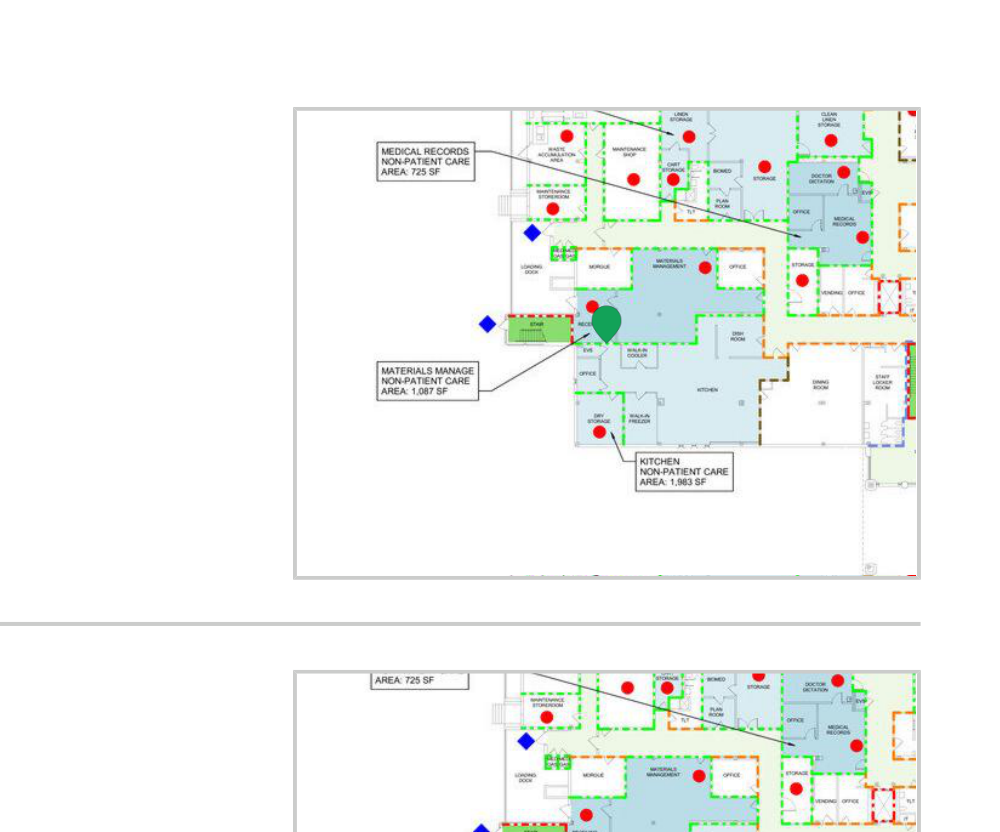 LINEN
STORAGE
CLEAN
LINEN
STORAGE
MEDICAL RECORDS
NON-PATIENT CARE
AREA: 725 SF
WASTE
ACCUMULATION
AREA
MAINTENANCE
SHOP
CART
STORAGE
BIOMED
STORAGE
DOCTOR
DICTATION
MAINTENANCE
STOREROOM
TLT
PLAN
ROOM
OFFICE
MEDICAL
RECORDS
LOADING
DOCK
MORGUE
MATERIALS
MANAGEMENT
OFFICE
STORAGE
VENDING
OFFICE
IT
STAIR
DISH
ROOM
EVS
WALK-IN
COOLER
MATERIALS MANAGE
NON-PATIENT CARE
AREA: 1,087 SF
OFFICE
KITCHEN
DINING
ROOM
STAFF
LOCKER
ROOM
DRY
STORAGE
WALK-IN
FREEZER
KITCHEN
NON-PATIENT CARE
AREA: 1,983 SF
AREA: 725 SF
STORAGE
BIOMED
STORAGE
DOCTOR
DICTATION
MAINTENANCE
STOREROOM
TLT
PLAN
ROOM
OFFICE
MEDICAL
RECORDS
LOADING
DOCK
MORGUE
MATERIALS
MANAGEMENT
OFFICE
STORAGE
VENDING
OFFICE
TLT
IT